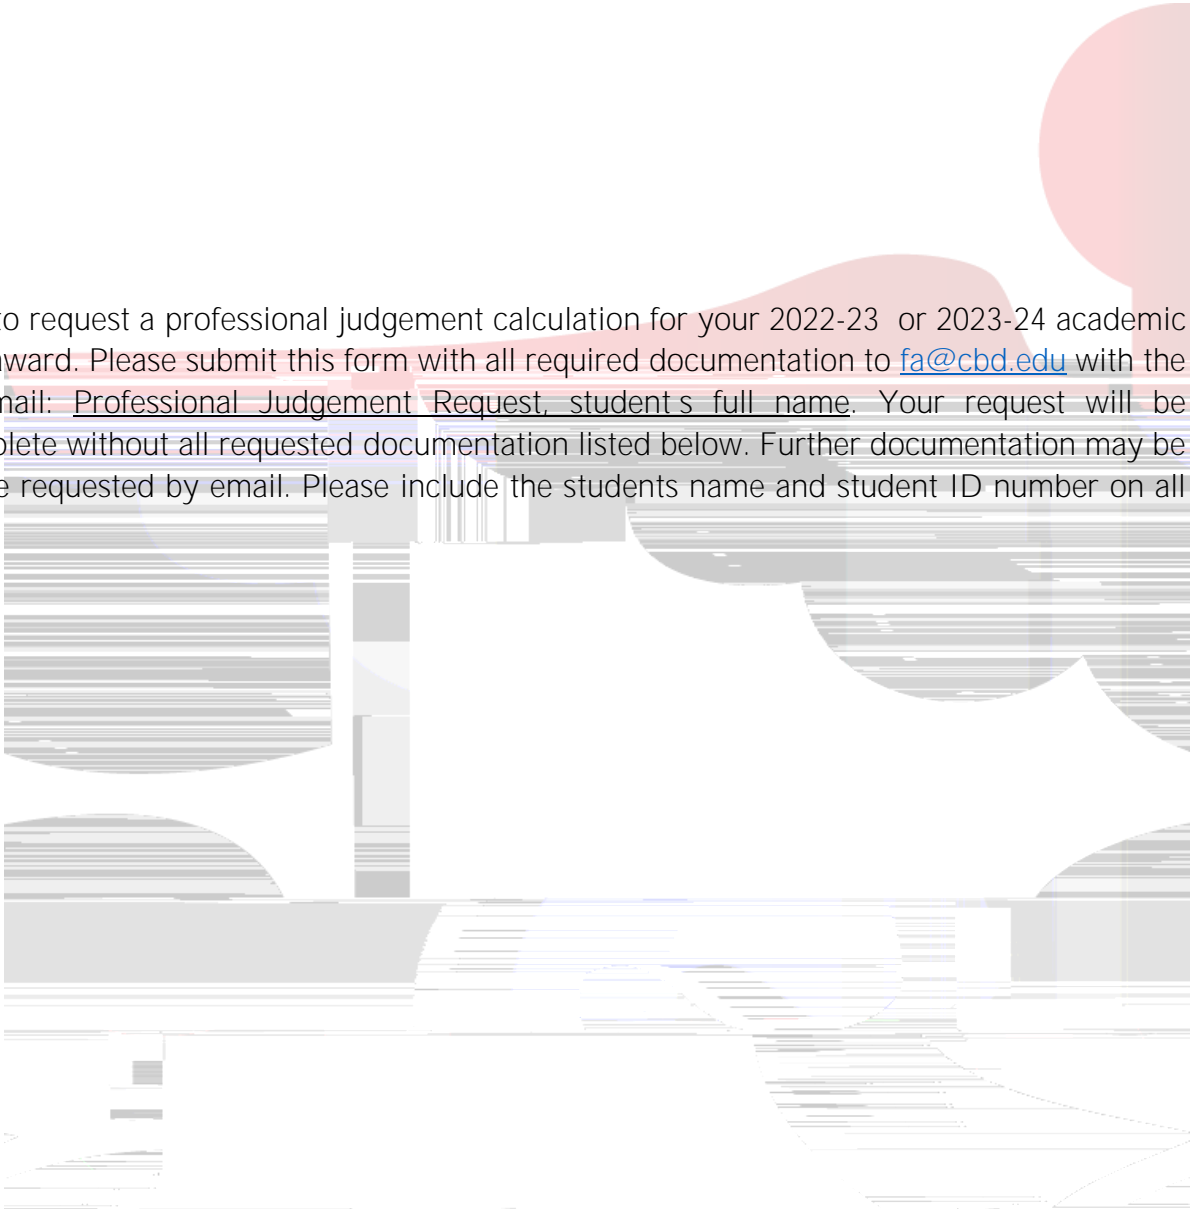 to request a professional judgement calculation for your 2022-23 or 2023-24 academic
award. Please submit this form with all required documentation to fa@cbd.edu with the
mail: Professional Judgement Request, student s full name. Your request will be
plete without all requested documentation listed below. Further documentation may be
e requested by email. Please include the students name and student ID number on all